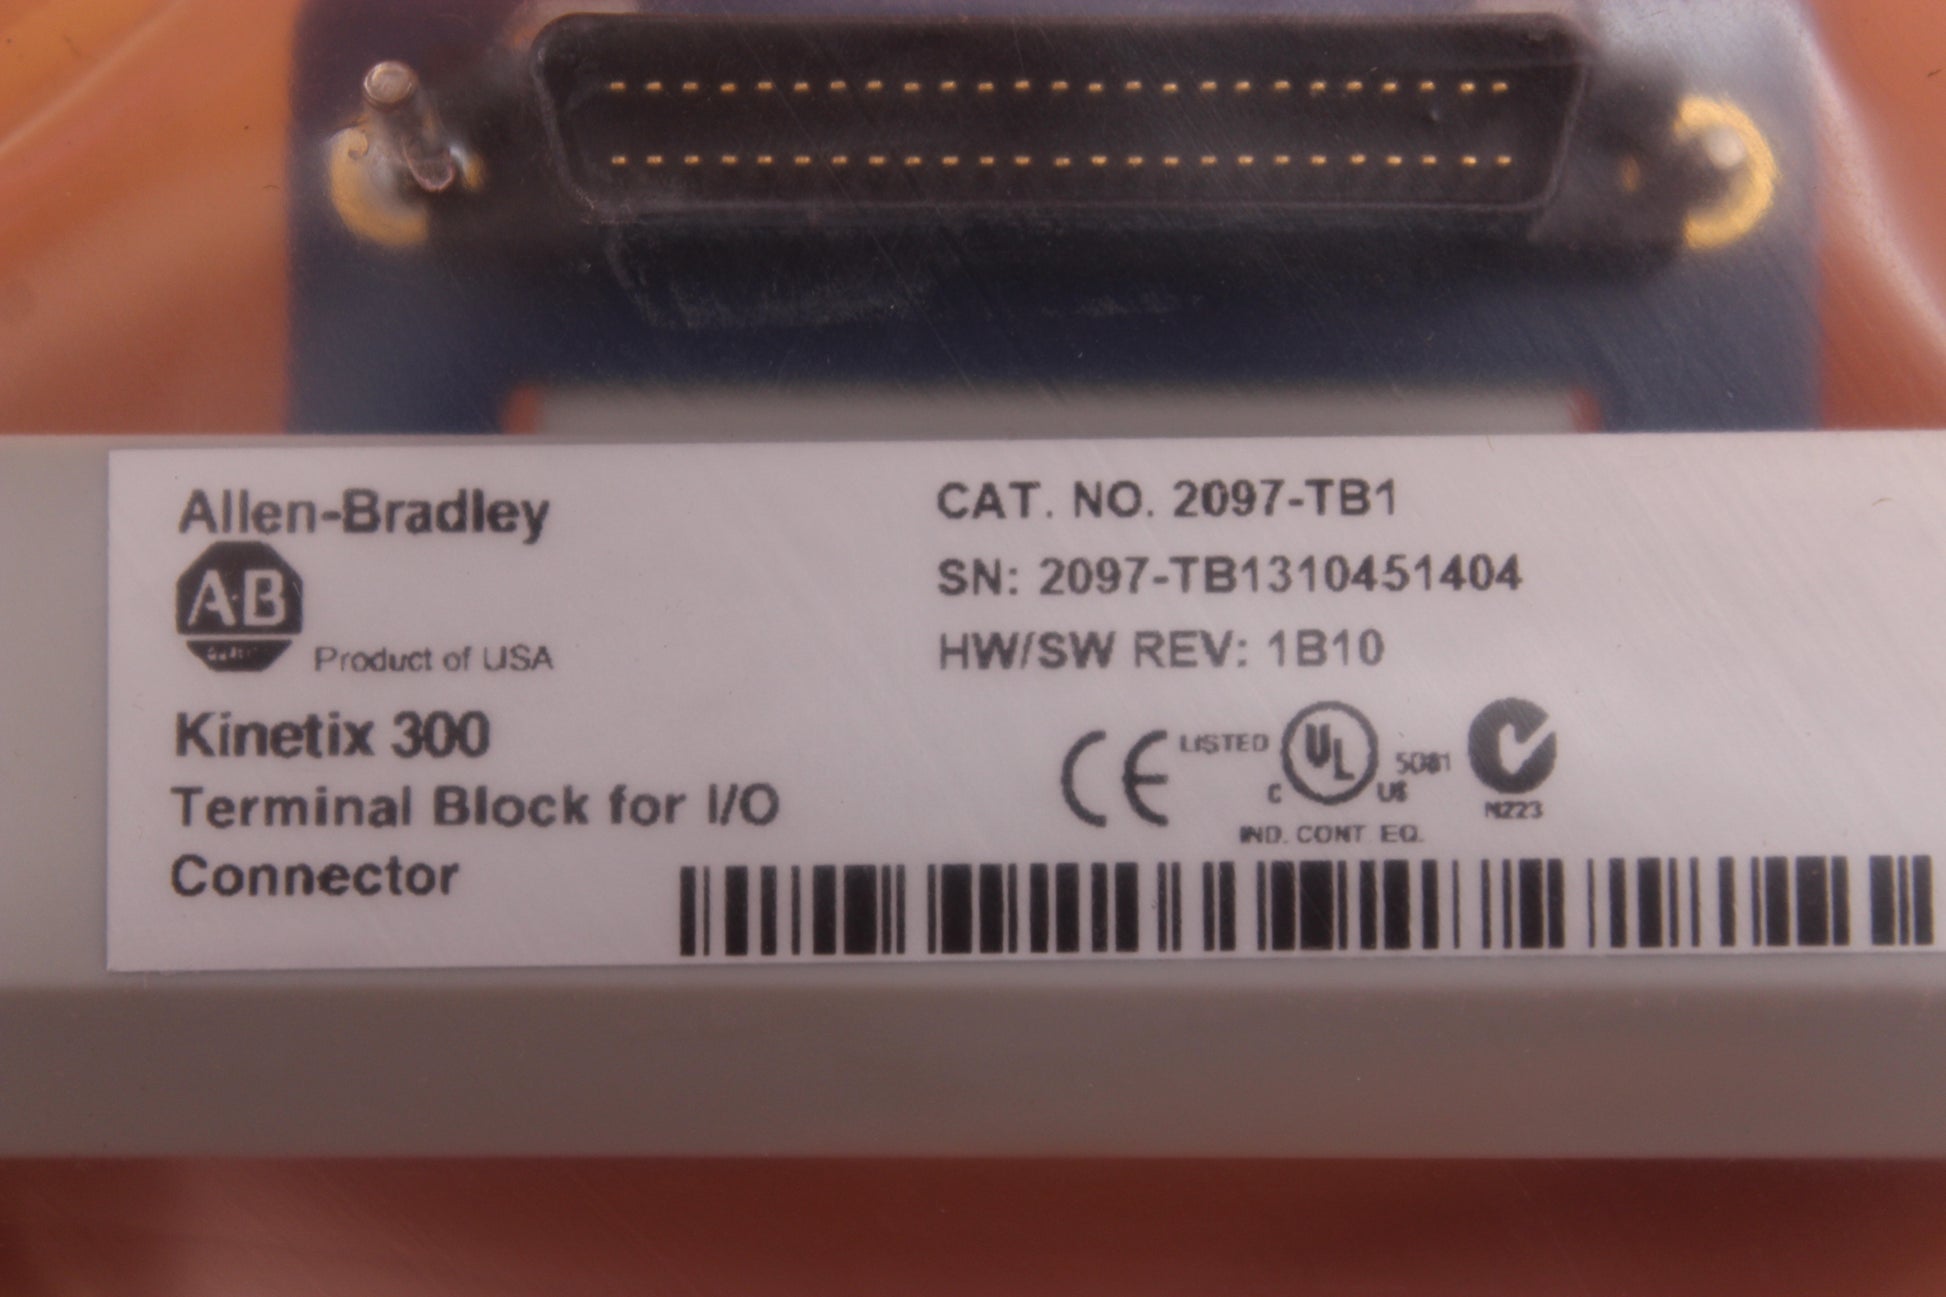 Allen-Bradley
AB
Product of USA
Kinetix 300
Terminal Block for I/O
Connector
CAT. NO. 2097-TB1
SN: 2097-TB1310451404
HW/SW REV: 1B10
CE LISTED UL
C US
N223
IND. CONT. EQ.